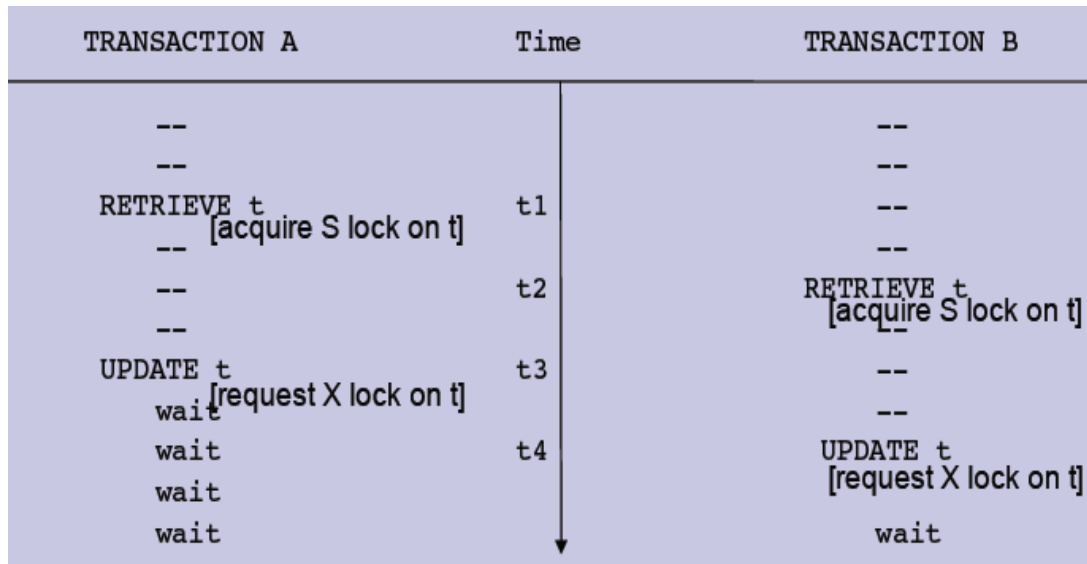 TRANSACTION A Time TRANSACTION B
-- --
-- --
RETRIEVE t t1 --
[acquire S lock on t]
-- --
-- t2 RETRIEVE t
[acquire S lock on t]
-- --
UPDATE t t3 --
[request X lock on t]
wait --
wait t4 UPDATE t
[request X lock on t]
wait
wait wait